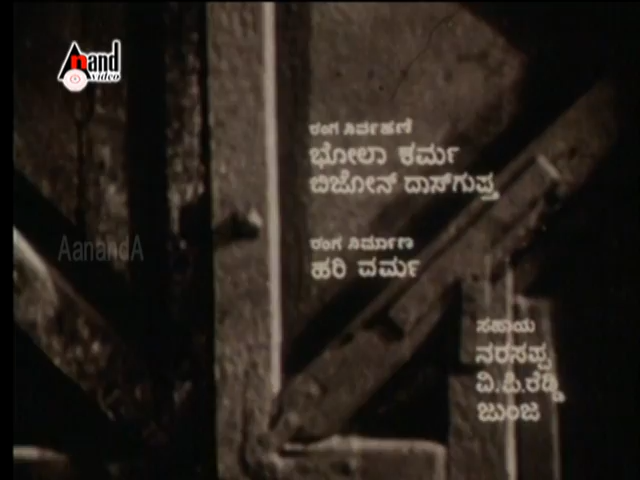 Anand
video
ರಂಗ ನಿರ್ವಹಣೆ
ಭೋಲಾ ಕರ್ಮ
ಬಿಜೋನ್ ದಾಸ್‌ಗುಪ್ತ
AanandA
ರಂಗ ನಿರ್ಮಾಣ
ಹರಿ ವರ್ಮ
ಸಹಾಯ
ನರಸಪ್ಪ
ವಿ.ಪಿ.ರೆಡ್ಡಿ
ಜುಂಜ